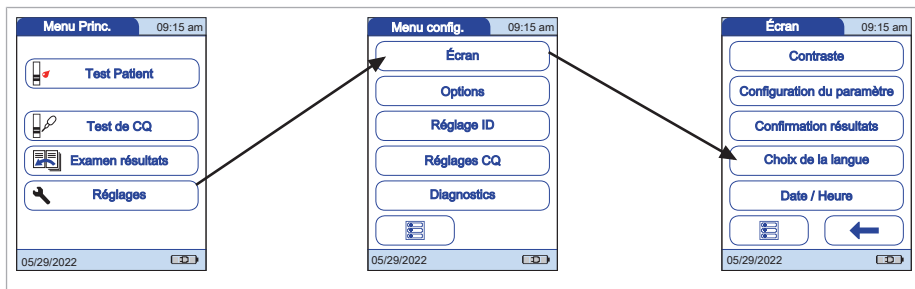 Menu Princ. 09:15 am
Test Patient
Test de CQ
Examen résultats
Réglages
05/29/2022
Menu config. 09:15 am
Écran
Options
Réglage ID
Réglages CQ
Diagnostics
05/29/2022
Écran 09:15 am
Contraste
Configuration du paramètre
Confirmation résultats
Choix de la langue
Date / Heure
05/29/2022